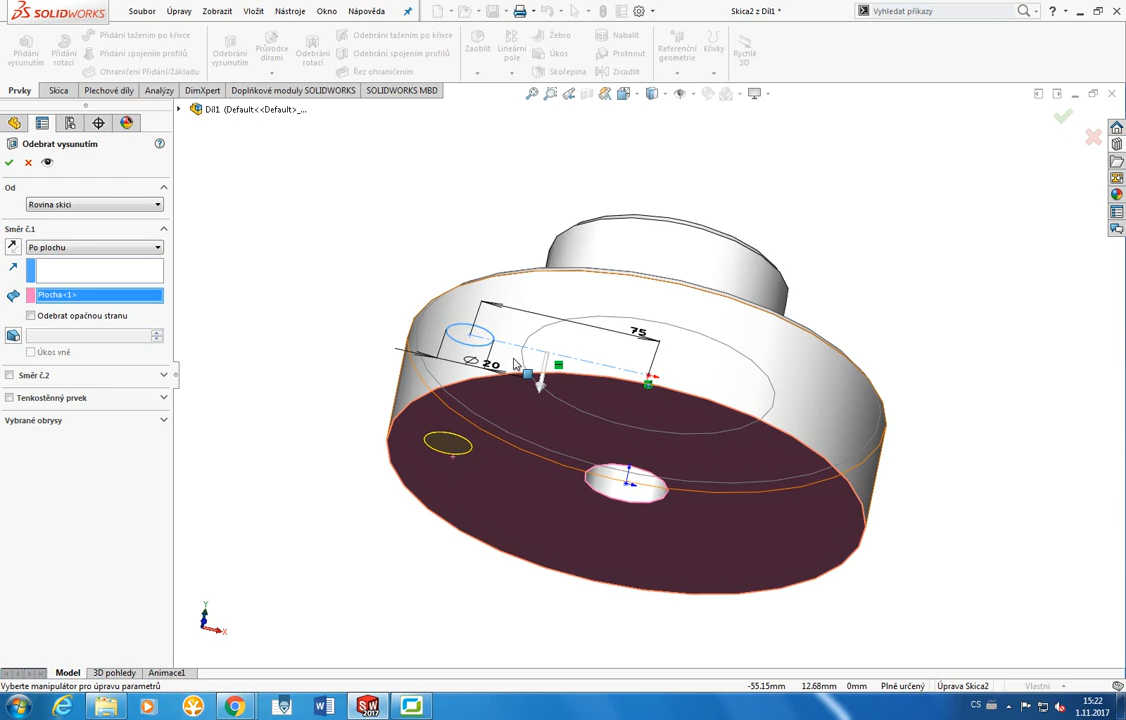 SOLIDWORKS
Soubor Úpravy Zobrazit Vložit Nástroje Okno Nápověda
Skica2 z Díl1 *
Vyhledat příkazy
Přidání vysunutím
Přidání rotací
Přidání tažením po křivce
Přidání spojením profilů
Ohraničení Přidání/Základu
Odebrání vysunutím
Průvodce dírami
Odebrání rotací
Odebrání tažením po křivce
Odebrání spojením profilů
Řez ohraničením
Zaoblit
Lineární pole
Žebro
Úkos
Skořepina
Nabalit
Protnout
Zrcadlit
Referenční geometrie
Křivky
Rychlé 3D
Prvky Skica Plechové díly Analýzy DimXpert Doplňkové moduly SOLIDWORKS SOLIDWORKS MBD
Díl1 (Default<<Default>_...
Odebrat vysunutím
Od
Rovina skici
Směr č.1
Po plochu
Plocha<1>
Odebrat opačnou stranu
Úkos vně
Směr č.2
Tenkostěnný prvek
Vybrané obrysy
75
∅ 20
Y
X
Model 3D pohledy Animace1
Vyberte manipulátor pro úpravu parametrů
-55.15mm 12.68mm 0mm Plně určený Úprava Skica2 Vlastní
SW 2017
CS
15:22
1.11.2017